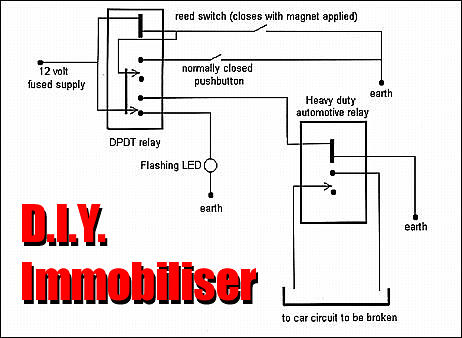 reed switch (closes with magnet applied)
12 volt
fused supply
normally closed
pushbutton
earth
Heavy duty
automotive relay
DPDT relay
Flashing LED
earth
earth
D.I.Y.
Immobiliser
to car circuit to be broken